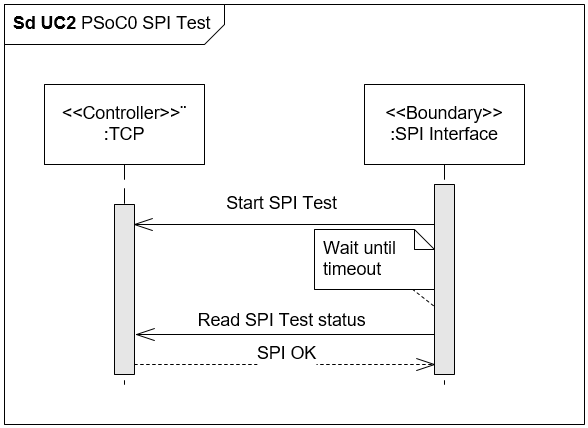 Sd UC2 PSoC0 SPI Test
<<Controller>>¨
:TCP
<<Boundary>>
:SPI Interface
Start SPI Test
Wait until
timeout
Read SPI Test status
SPI OK